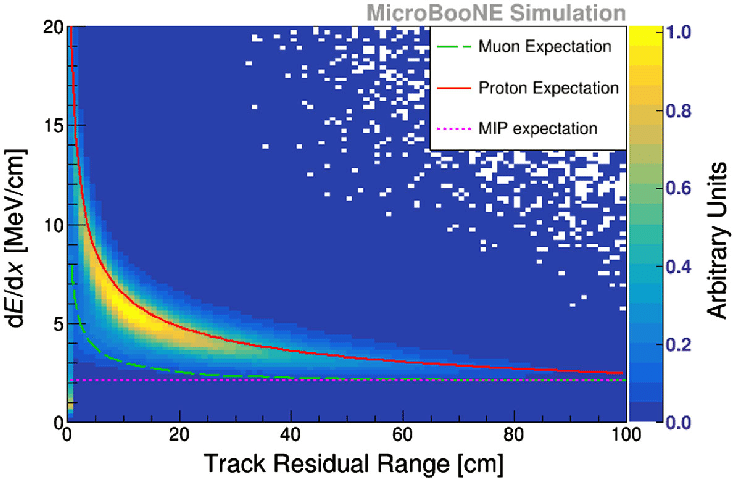 MicroBooNE Simulation
20
15
10
5
0
dE/dx [MeV/cm]
Muon Expectation
Proton Expectation
MIP expectation
0 20 40 60 80 100
Track Residual Range [cm]
1.0
0.8
0.6
0.4
0.2
0.0
Arbitrary Units